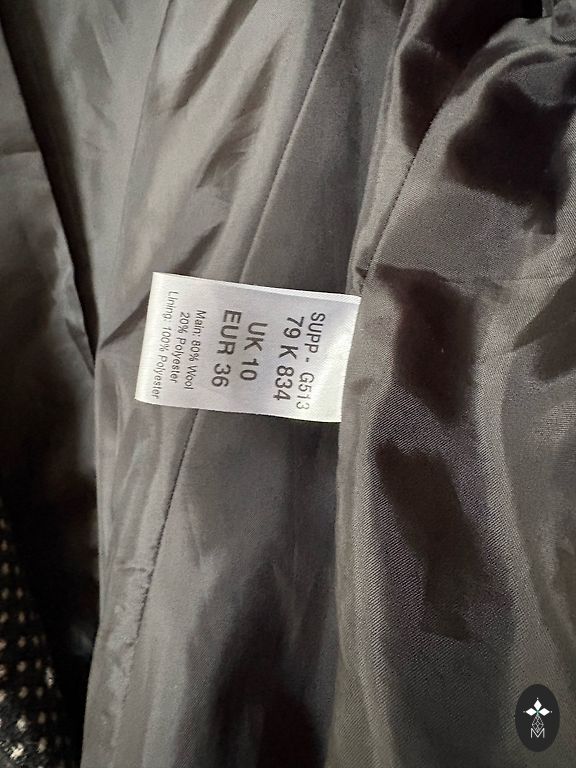 SUPP - G513
79 K 834
UK 10
EUR 36
Main: 80% Wool
20% Polyester
Lining: 100% Polyester
M